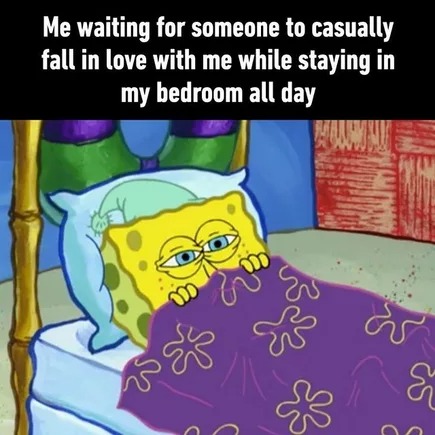 Me waiting for someone to casually
fall in love with me while staying in
my bedroom all day